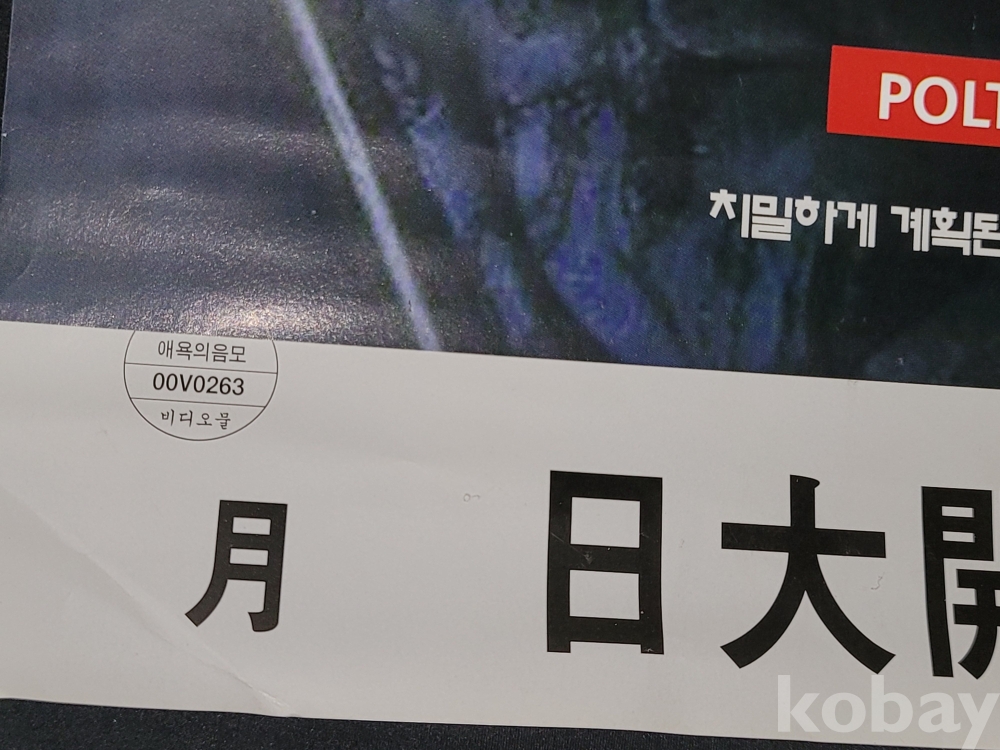 POLT
치밀하게 계획된
애욕의음모
00V0263
비디오물
月 日大開
kobay